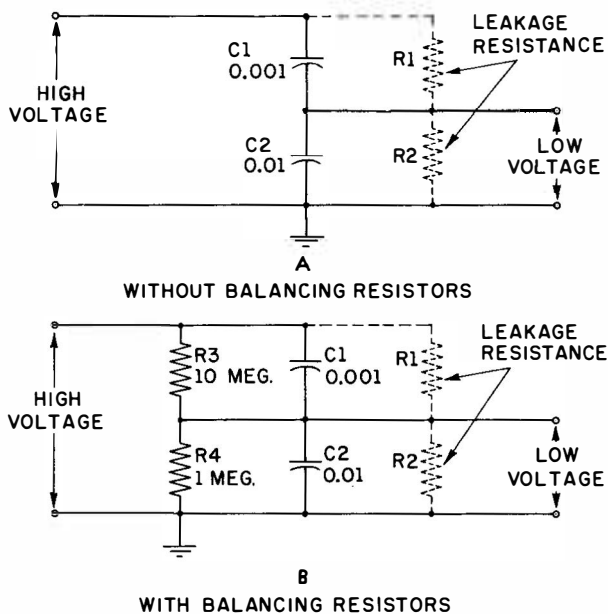 C1
0.001
R1
LEAKAGE
RESISTANCE
HIGH
VOLTAGE
C2
0.01
R2
LOW
VOLTAGE
A
WITHOUT BALANCING RESISTORS
R3
10 MEG.
C1
0.001
R1
LEAKAGE
RESISTANCE
HIGH
VOLTAGE
R4
1 MEG.
C2
0.01
R2
LOW
VOLTAGE
B
WITH BALANCING RESISTORS